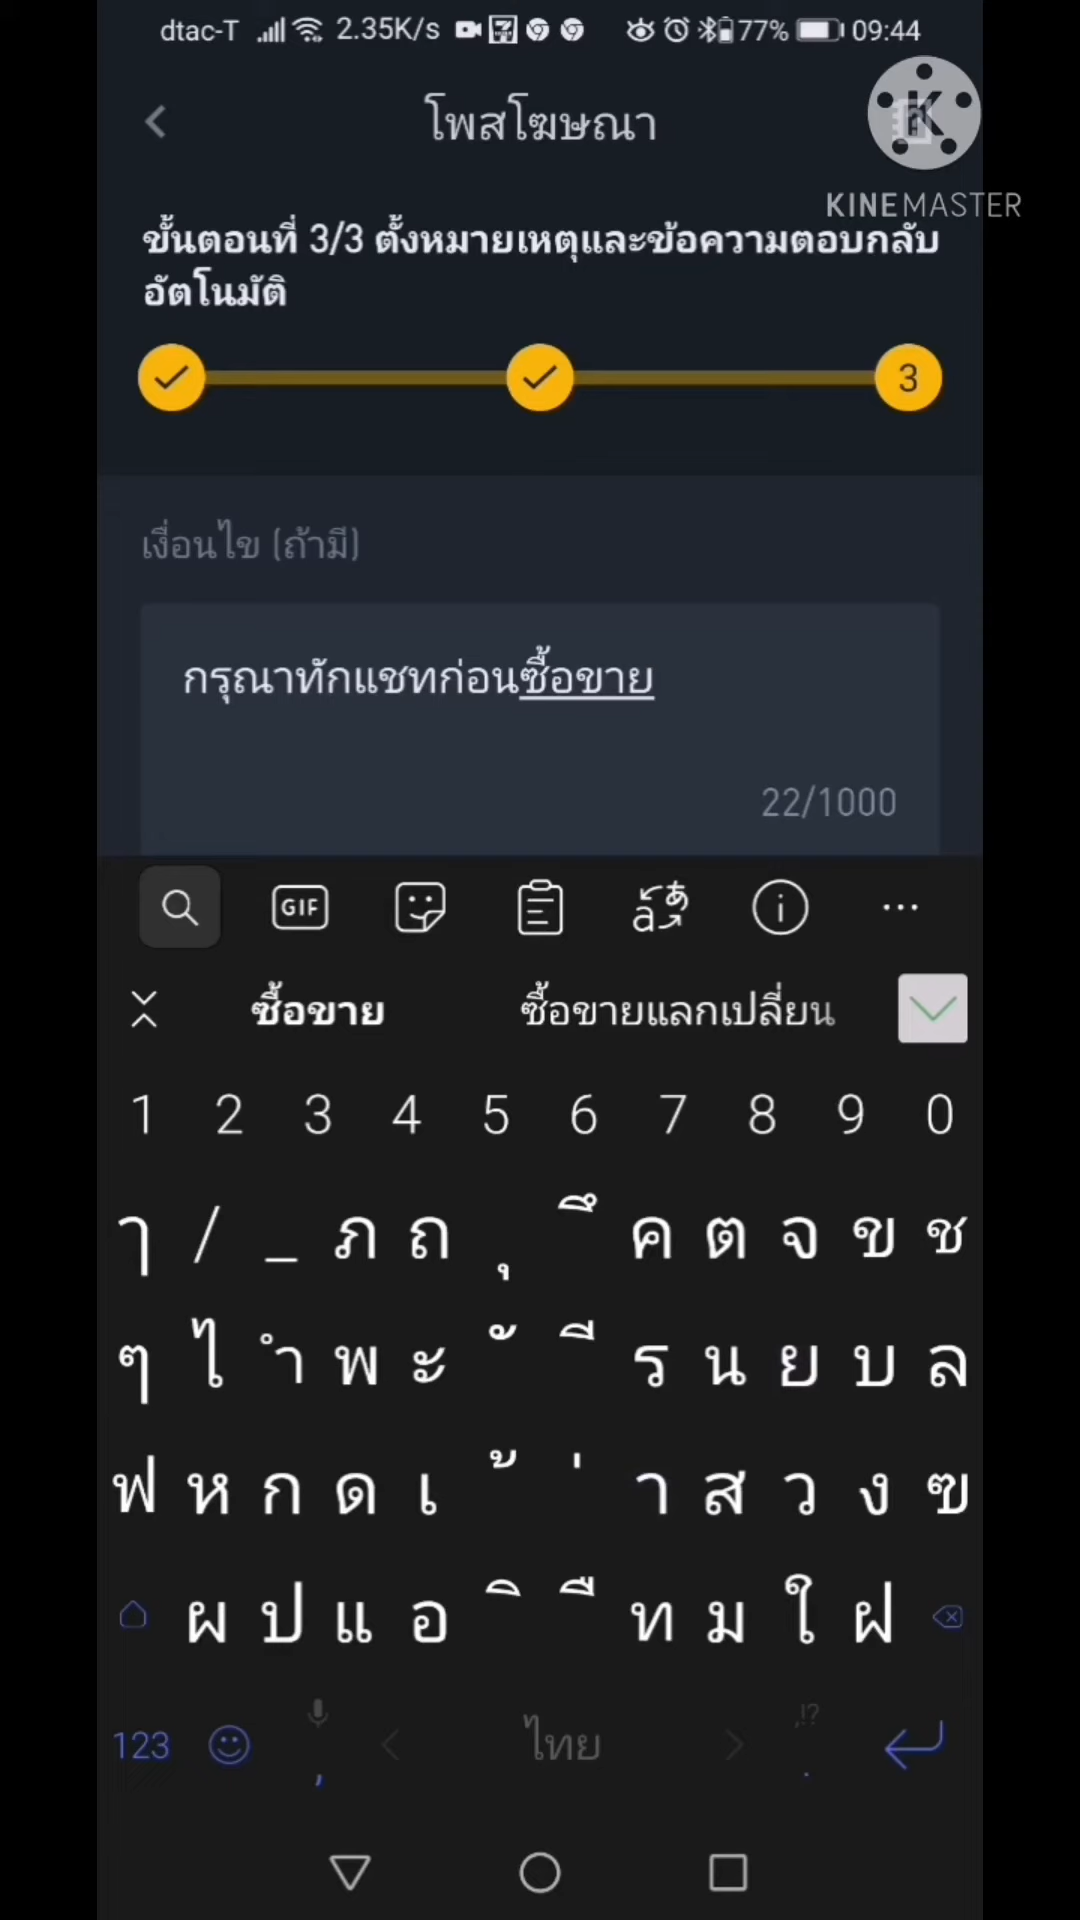 dtac-T 2.35K/s 77% 09:44
โพสโฆษณา
KINEMASTER
ขั้นตอนที่ 3/3 ตั้งหมายเหตุและข้อความตอบกลับ
อัตโนมัติ
3
เงื่อนไข (ถ้ามี)
กรุณาทักแชทก่อนซื้อขาย
22/1000
GIF
ซื้อขาย ซื้อขายแลกเปลี่ยน
1 2 3 4 5 6 7 8 9 0
ๅ / _ ภ ถ ุ ึ ค ต จ ข ช
ๆ ไ ำ พ ะ ั ี ร น ย บ ล
ฟ ห ก ด เ ้ ่ า ส ว ง ฃ
ผ ป แ อ ิ ื ท ม ใ ฝ
123 , ไทย ,!? .